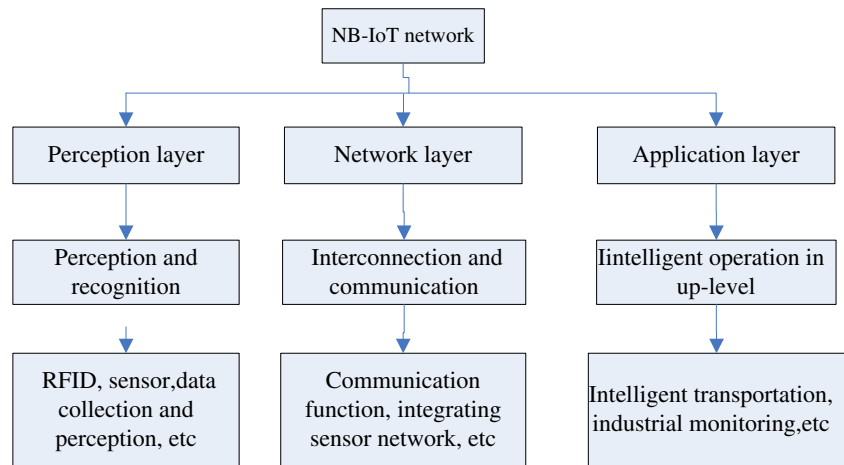 NB-IoT network
Perception layer
Network layer
Application layer
Perception and
recognition
Interconnection and
communication
Iintelligent operation in
up-level
RFID, sensor,data
collection and
perception, etc
Communication
function, integrating
sensor network, etc
Intelligent transportation,
industrial monitoring,etc